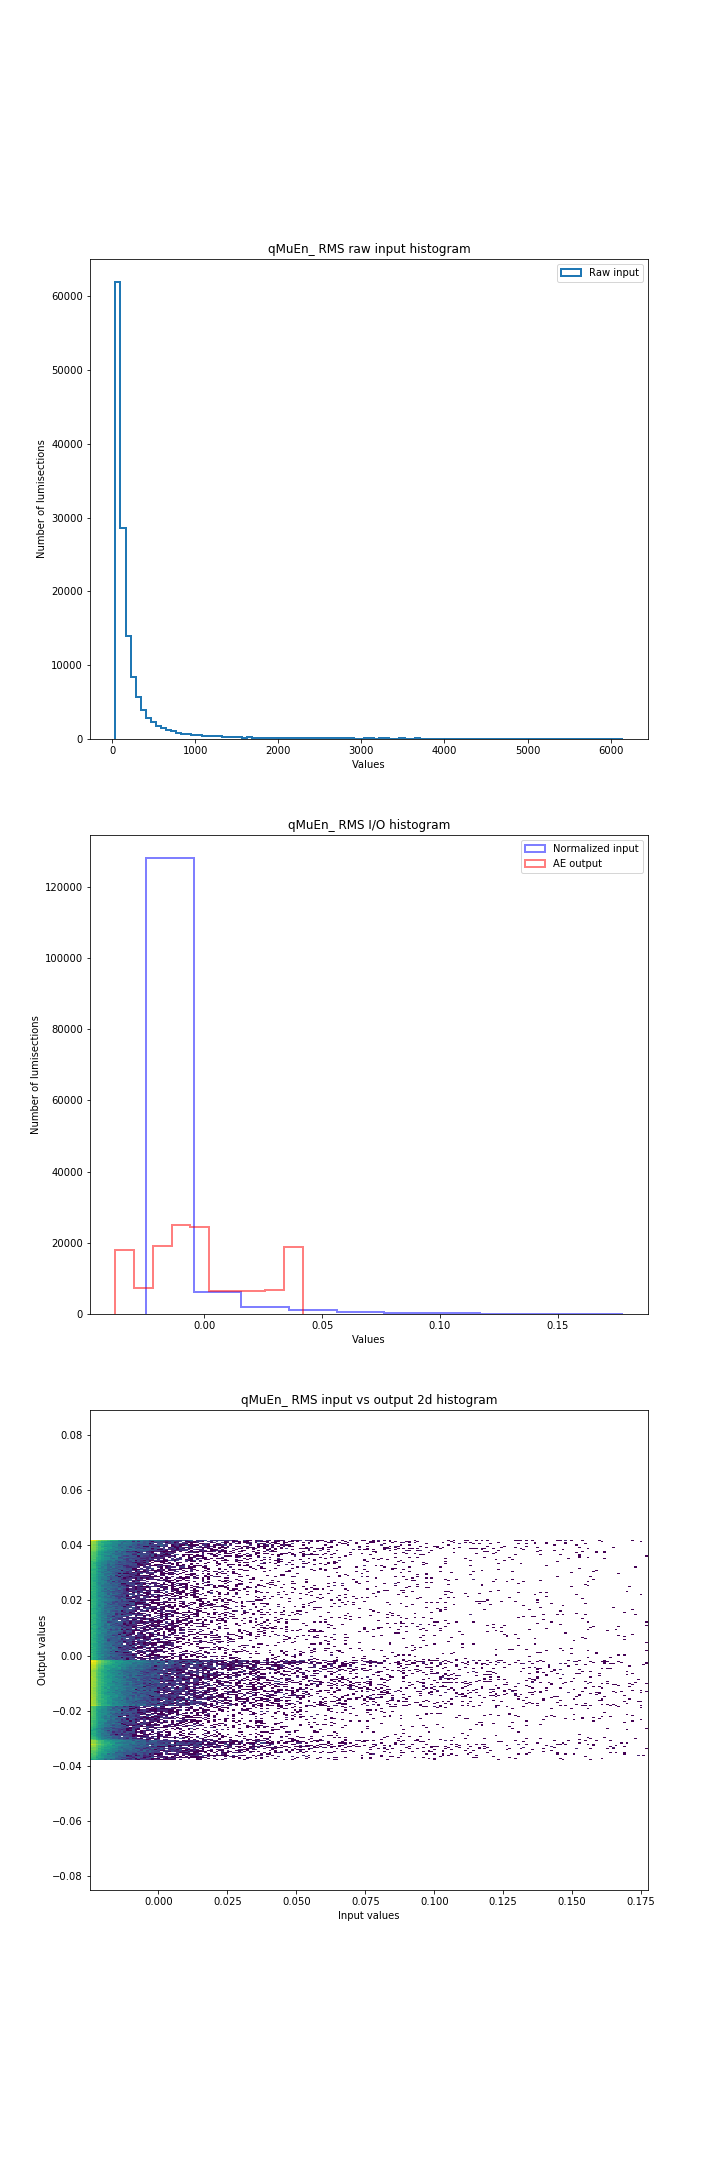 qMuEn_ RMS raw input histogram
Raw input
60000
50000
40000
30000
20000
10000
0
Number of lumisections
0 1000 2000 3000 4000 5000 6000
Values
qMuEn_ RMS I/O histogram
Normalized input
AE output
120000
100000
80000
60000
40000
20000
0
Number of lumisections
0.00 0.05 0.10 0.15
Values
qMuEn_ RMS input vs output 2d histogram
0.08
0.06
0.04
0.02
0.00
−0.02
−0.04
−0.06
−0.08
Output values
0.000 0.025 0.050 0.075 0.100 0.125 0.150 0.175
Input values